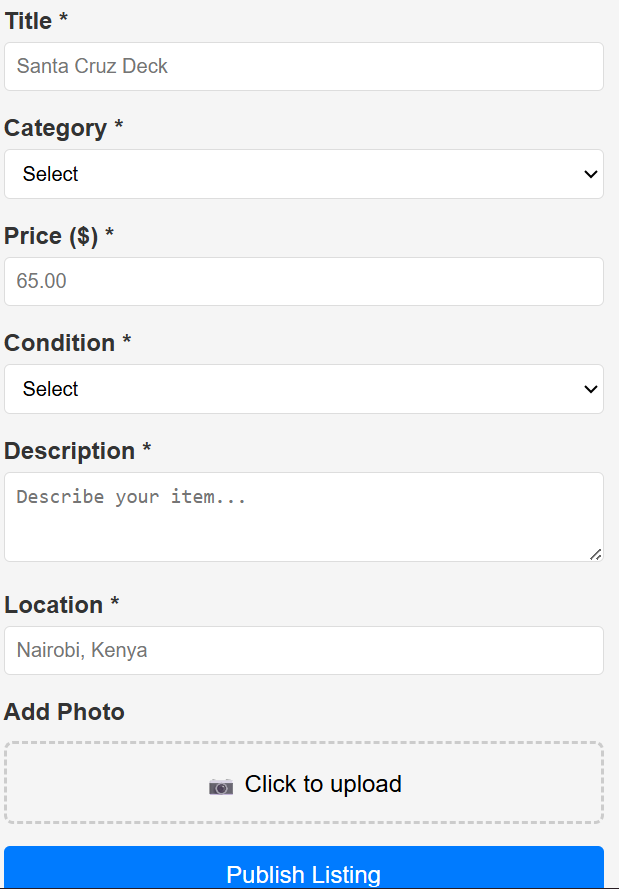 Title *
Santa Cruz Deck
Category *
Select
Price ($) *
65.00
Condition *
Select
Description *
Describe your item...
Location *
Nairobi, Kenya
Add Photo
📷 Click to upload
Publish Listing